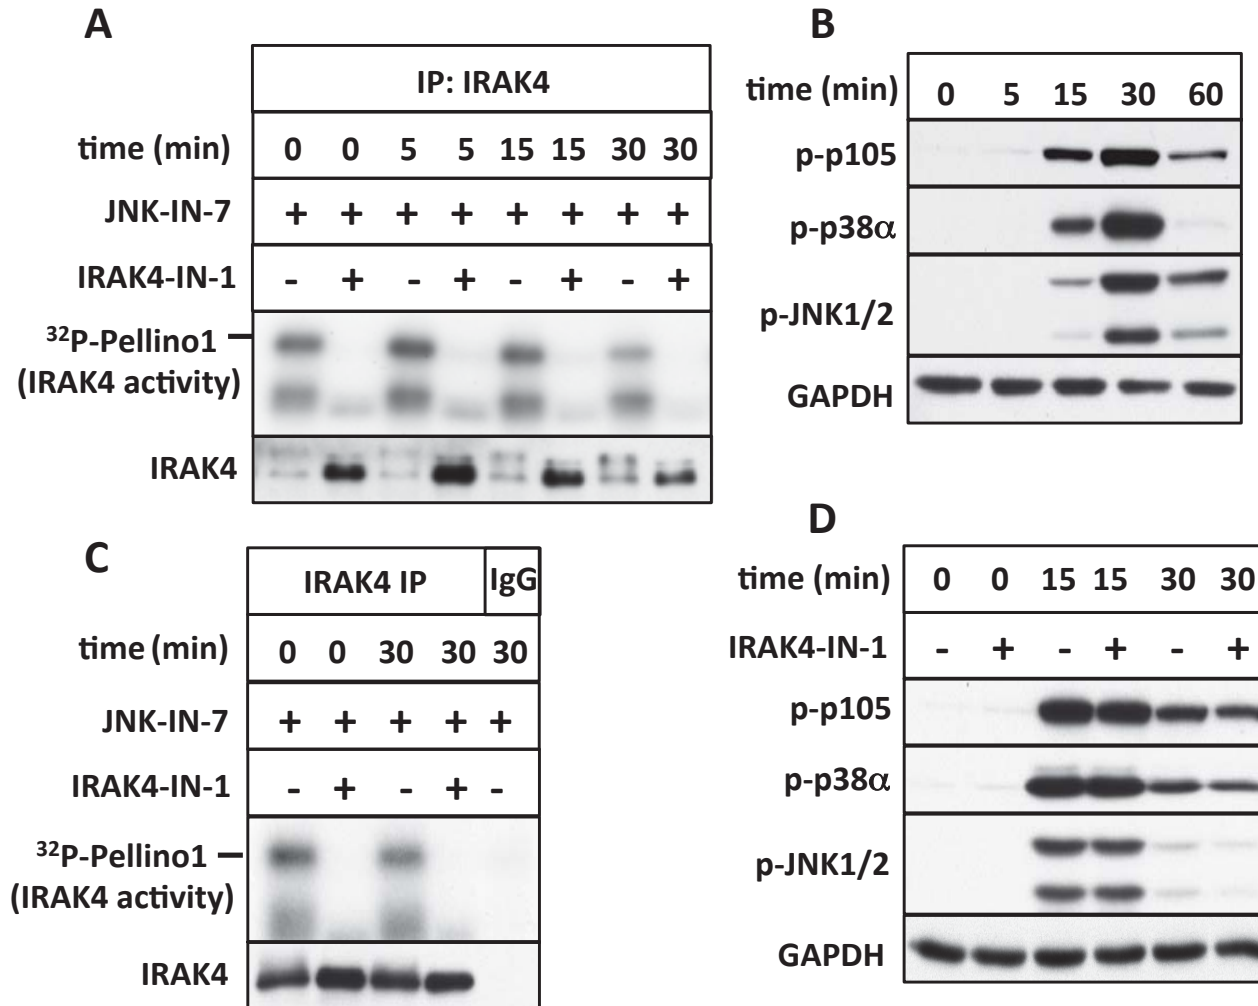 A
IP: IRAK4
time (min) 0 0 5 5 15 15 30 30
JNK-IN-7 + + + + + + + +
IRAK4-IN-1 - + - + - + - +
³²P-Pellino1
(IRAK4 activity)
IRAK4
B
time (min) 0 5 15 30 60
p-p105
p-p38α
p-JNK1/2
GAPDH
C
IRAK4 IP IgG
time (min) 0 0 30 30 30
JNK-IN-7 + + + + +
IRAK4-IN-1 - + - + -
³²P-Pellino1
(IRAK4 activity)
IRAK4
D
time (min) 0 0 15 15 30 30
IRAK4-IN-1 - + - + - +
p-p105
p-p38α
p-JNK1/2
GAPDH